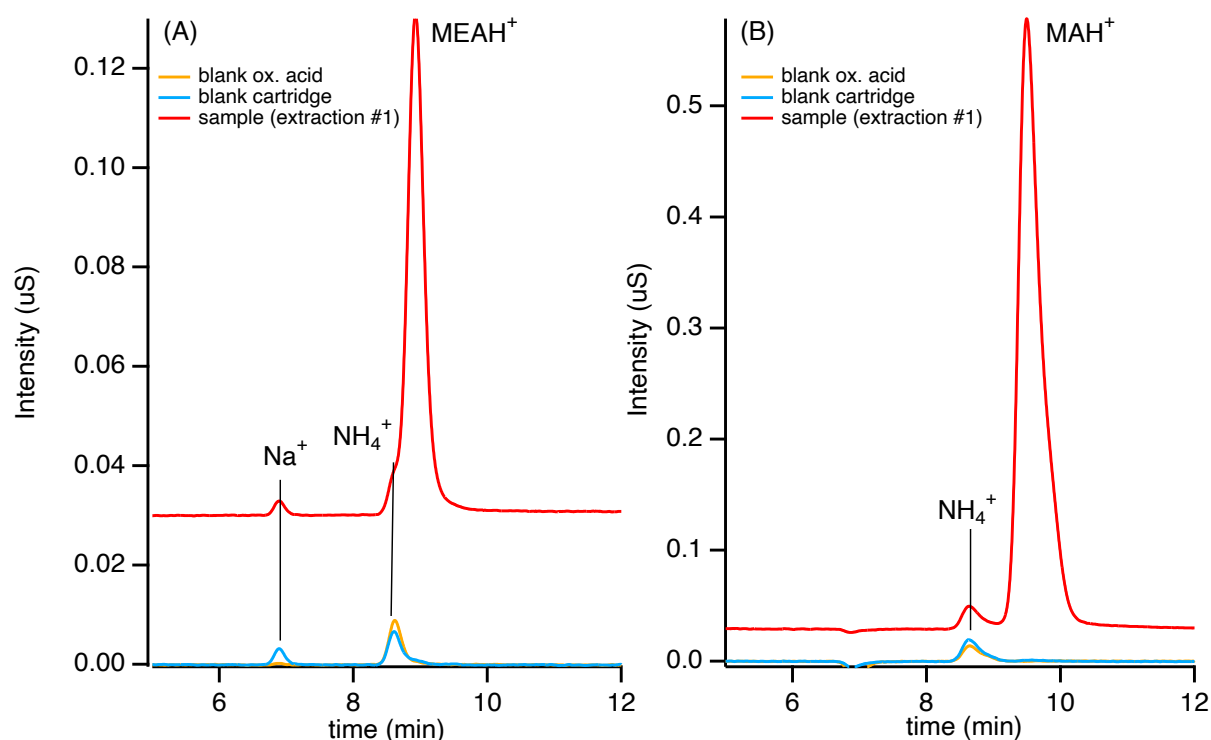 (A)
MEAH⁺
blank ox. acid
blank cartridge
sample (extraction #1)
Na⁺
NH₄⁺
0.12
0.10
0.08
0.06
0.04
0.02
0.00
Intensity (uS)
6
8
10
12
time (min)
(B)
MAH⁺
blank ox. acid
blank cartridge
sample (extraction #1)
NH₄⁺
0.5
0.4
0.3
0.2
0.1
0.0
Intensity (uS)
6
8
10
12
time (min)